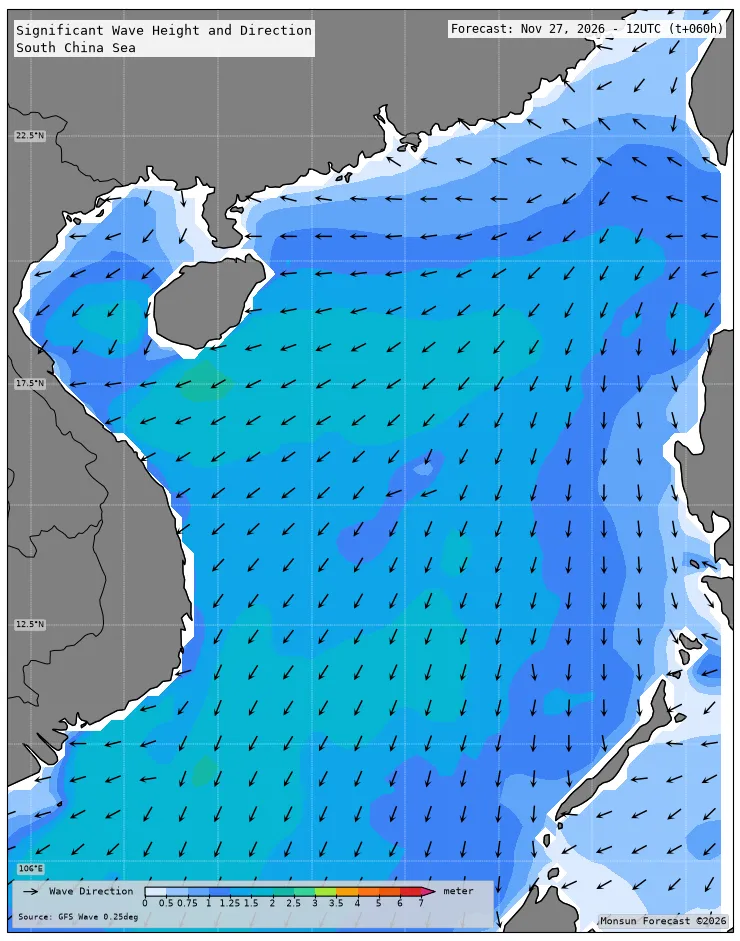 Significant Wave Height and Direction
South China Sea
Forecast: Nov 27, 2026 - 12UTC (t+060h)
22.5°N
17.5°N
12.5°N
106°E
Wave Direction
0 0.5 0.75 1 1.25 1.5 2 2.5 3 3.5 4 5 6 7
meter
Source: GFS Wave 0.25deg
Monsun Forecast ©2026